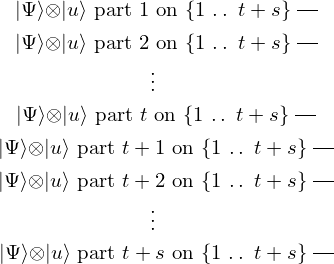 |Ψ⟩⊗|u⟩ part 1 on {1 .. t + s}
|Ψ⟩⊗|u⟩ part 2 on {1 .. t + s}
⋮
|Ψ⟩⊗|u⟩ part t on {1 .. t + s}
|Ψ⟩⊗|u⟩ part t + 1 on {1 .. t + s}
|Ψ⟩⊗|u⟩ part t + 2 on {1 .. t + s}
⋮
|Ψ⟩⊗|u⟩ part t + s on {1 .. t + s}